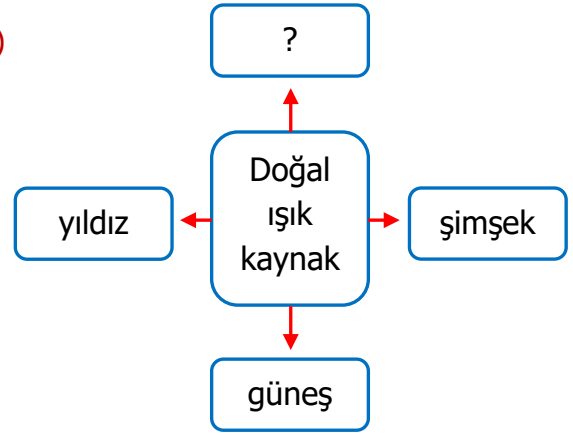 )
?
Doğal
ışık
kaynak
yıldız
şimşek
güneş